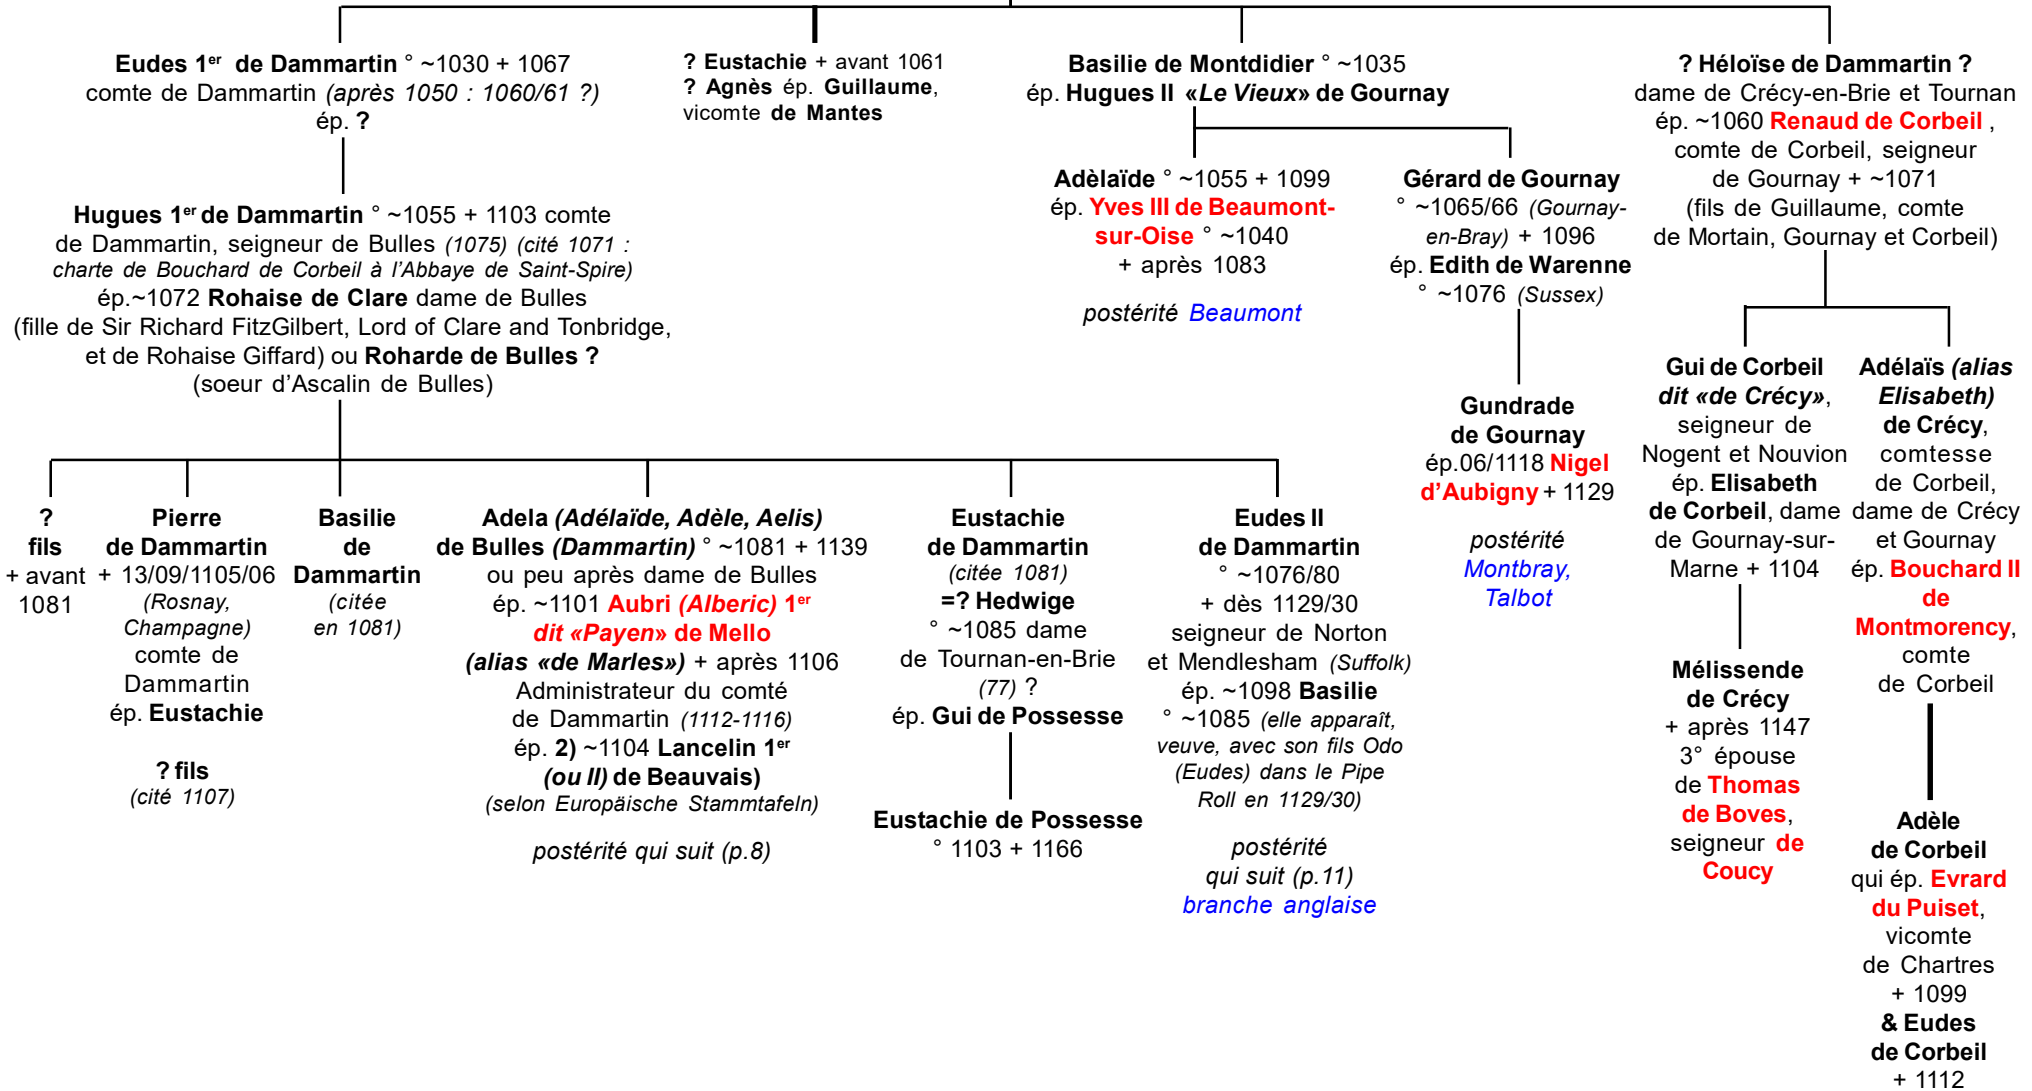 Eudes 1er de Dammartin ° ~1030 + 1067
comte de Dammartin (après 1050 : 1060/61 ?)
ép. ?
? Eustachie + avant 1061
? Agnès ép. Guillaume,
vicomte de Mantes
Basilie de Montdidier ° ~1035
ép. Hugues II «Le Vieux» de Gournay
? Héloïse de Dammartin ?
dame de Crécy-en-Brie et Tournan
ép. ~1060 Renaud de Corbeil ,
comte de Corbeil, seigneur
de Gournay + ~1071
(fils de Guillaume, comte
de Mortain, Gournay et Corbeil)
Hugues 1er de Dammartin ° ~1055 + 1103 comte
de Dammartin, seigneur de Bulles (1075) (cité 1071 :
charte de Bouchard de Corbeil à l'Abbaye de Saint-Spire)
ép.~1072 Rohaise de Clare dame de Bulles
(fille de Sir Richard FitzGilbert, Lord of Clare and Tonbridge,
et de Rohaise Giffard) ou Roharde de Bulles ?
(soeur d'Ascalin de Bulles)
Adèlaïde ° ~1055 + 1099
ép. Yves III de Beaumont-
sur-Oise ° ~1040
+ après 1083
postérité Beaumont
Gérard de Gournay
° ~1065/66 (Gournay-
en-Bray) + 1096
ép. Edith de Warenne
° ~1076 (Sussex)
Gundrade
de Gournay
ép.06/1118 Nigel
d'Aubigny + 1129
postérité
Montbray,
Talbot
Gui de Corbeil
dit «de Crécy»,
seigneur de
Nogent et Nouvion
ép. Elisabeth
de Corbeil, dame
de Gournay-sur-
Marne + 1104
Adélaïs (alias
Elisabeth)
de Crécy,
comtesse
de Corbeil,
dame de Crécy
et Gournay
ép. Bouchard II
de
Montmorency,
comte
de Corbeil
?
fils
+ avant
1081
Pierre
de Dammartin
+ 13/09/1105/06
(Rosnay,
Champagne)
comte de
Dammartin
ép. Eustachie
? fils
(cité 1107)
Basilie
de
Dammartin
(citée
en 1081)
Adela (Adélaïde, Adèle, Aelis)
de Bulles (Dammartin) ° ~1081 + 1139
ou peu après dame de Bulles
ép. ~1101 Aubri (Alberic) 1er
dit «Payen» de Mello
(alias «de Marles») + après 1106
Administrateur du comté
de Dammartin (1112-1116)
ép. 2) ~1104 Lancelin 1er
(ou II) de Beauvais)
(selon Europäische Stammtafeln)
postérité qui suit (p.8)
Eustachie
de Dammartin
(citée 1081)
=? Hedwige
° ~1085 dame
de Tournan-en-Brie
(77) ?
ép. Gui de Possesse
Eustachie de Possesse
° 1103 + 1166
Eudes II
de Dammartin
° ~1076/80
+ dès 1129/30
seigneur de Norton
et Mendlesham (Suffolk)
ép. ~1098 Basilie
° ~1085 (elle apparaît,
veuve, avec son fils Odo
(Eudes) dans le Pipe
Roll en 1129/30)
postérité
qui suit (p.11)
branche anglaise
Mélissende
de Crécy
+ après 1147
3° épouse
de Thomas
de Boves,
seigneur de
Coucy
Adèle
de Corbeil
qui ép. Evrard
du Puiset,
vicomte
de Chartres
+ 1099
& Eudes
de Corbeil
+ 1112